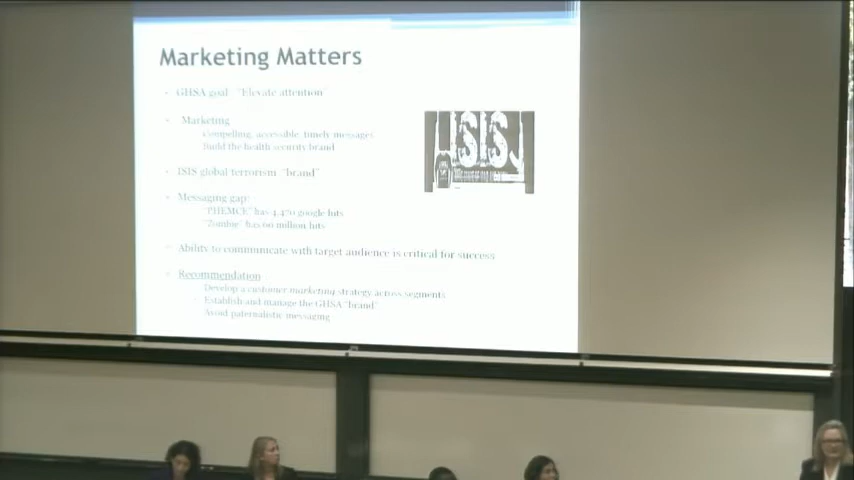 Marketing Matters
GHSA goal: "Elevate attention"
Marketing
Compelling, accessible, timely messages
Build the health security brand
ISIS global terrorism "brand"
Messaging gap:
"PHEMCE" has 4,470 google hits
"Zombie" has 60 million hits
Ability to communicate with target audience is critical for success
Recommendation
Develop a customer marketing strategy across segments
Establish and manage the GHSA "brand"
Avoid paternalistic messaging
ISIS